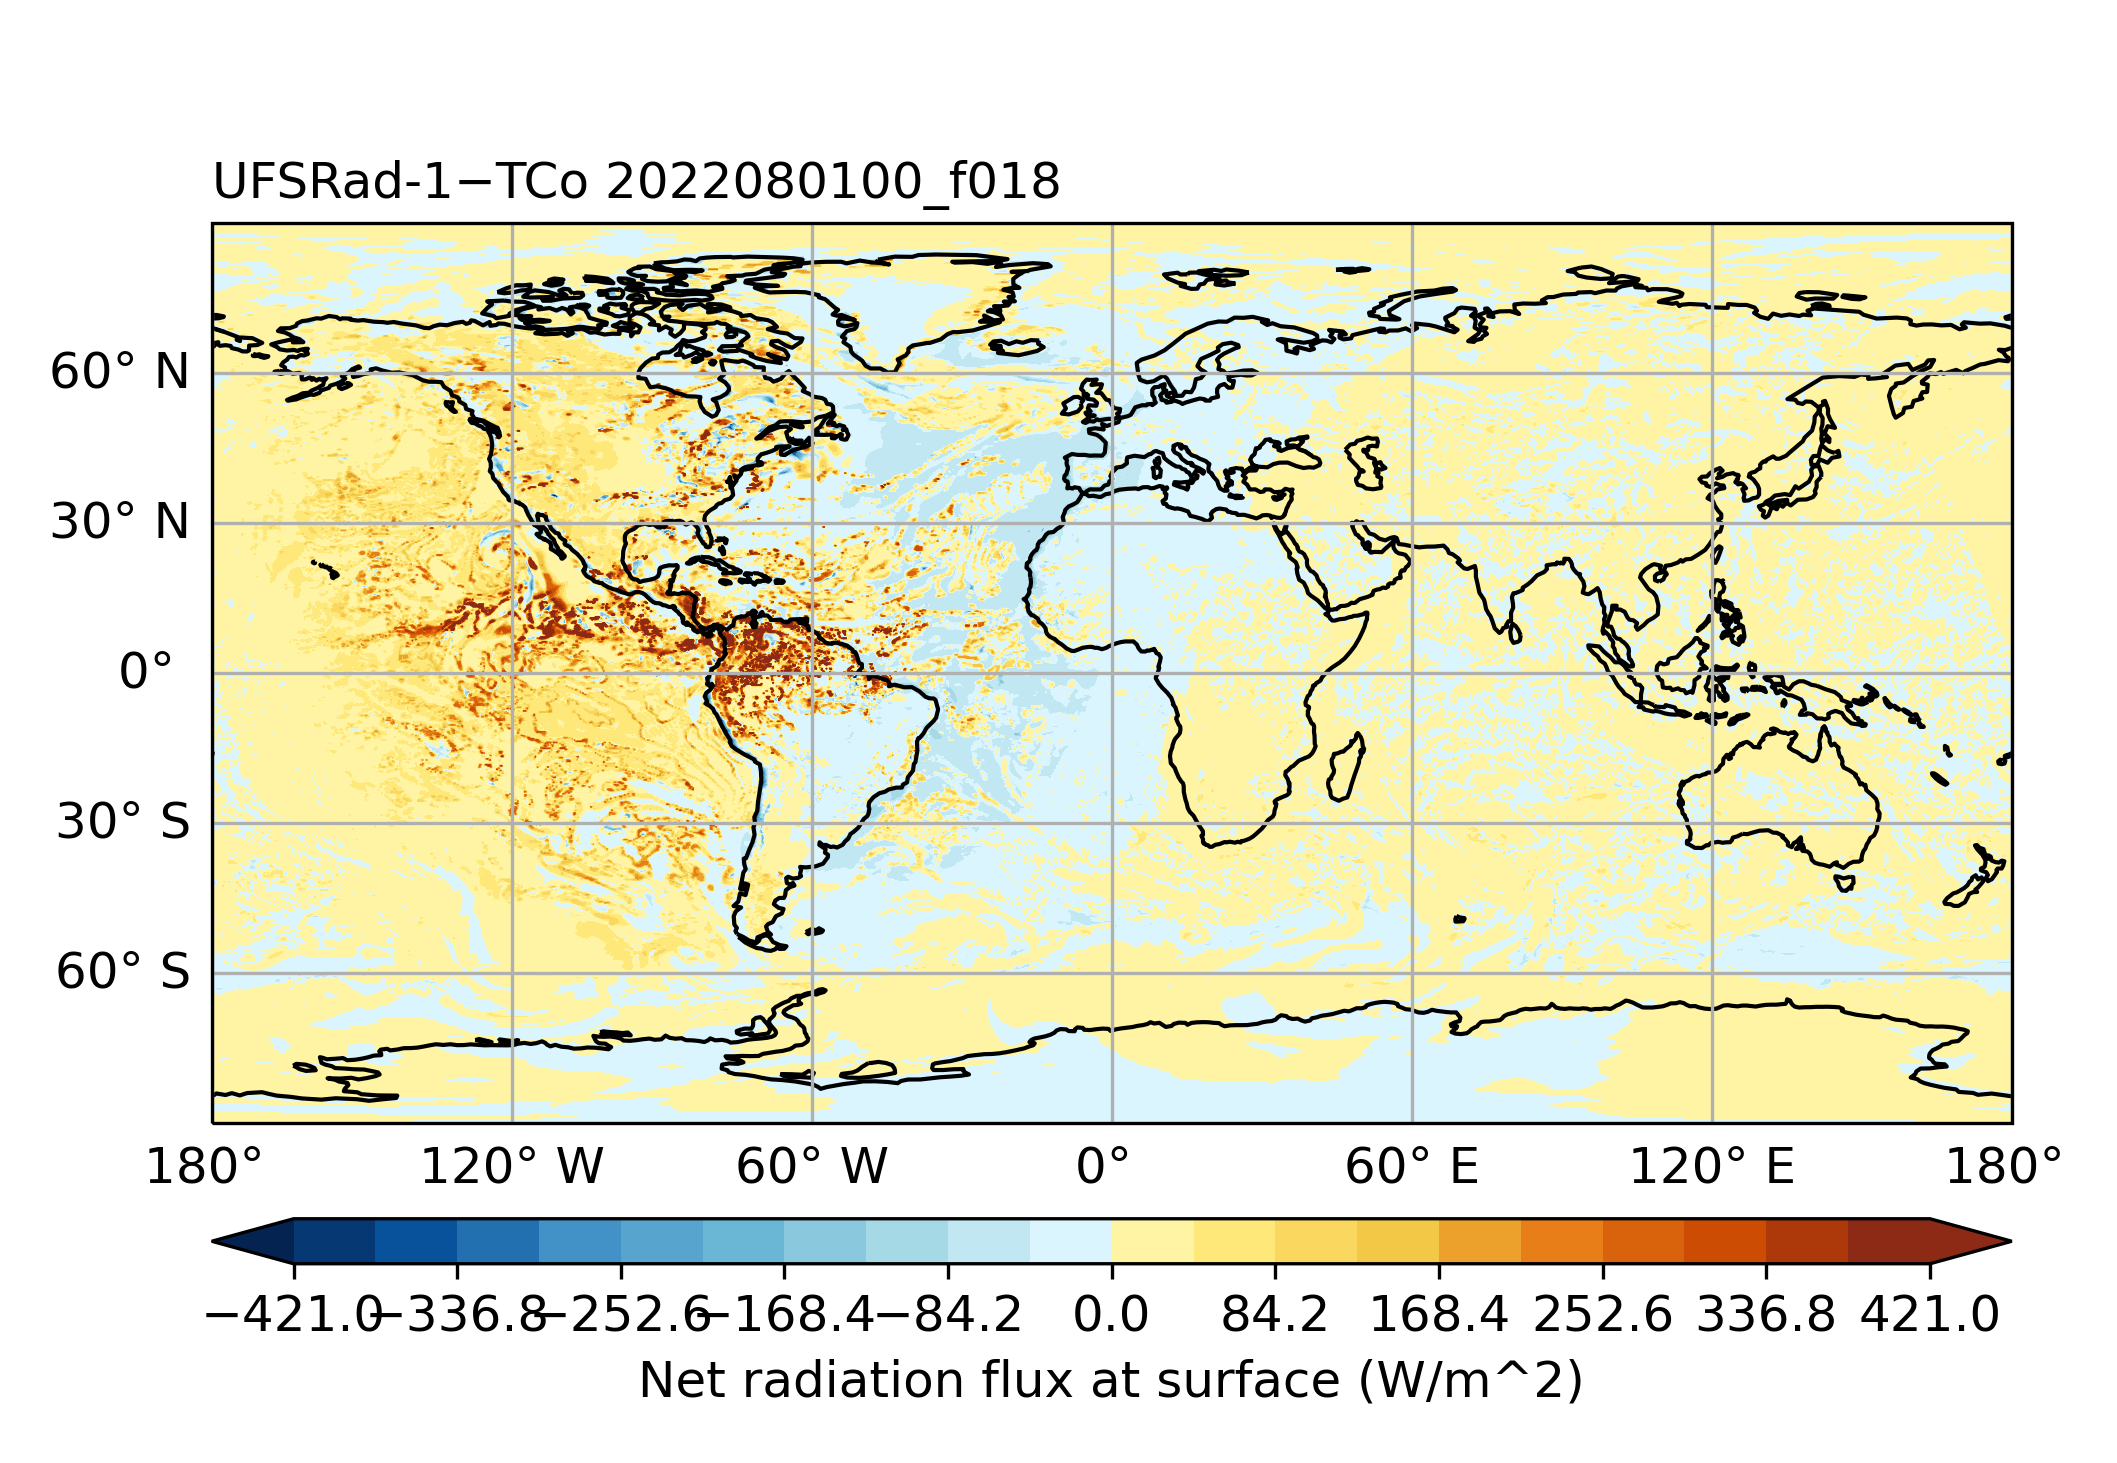 UFSRad-1−TCo 2022080100_f018
60° N
30° N
0°
30° S
60° S
180° 120° W 60° W 0° 60° E 120° E 180°
−421.0 −336.8 −252.6 −168.4 −84.2 0.0 84.2 168.4 252.6 336.8 421.0
Net radiation flux at surface (W/m^2)